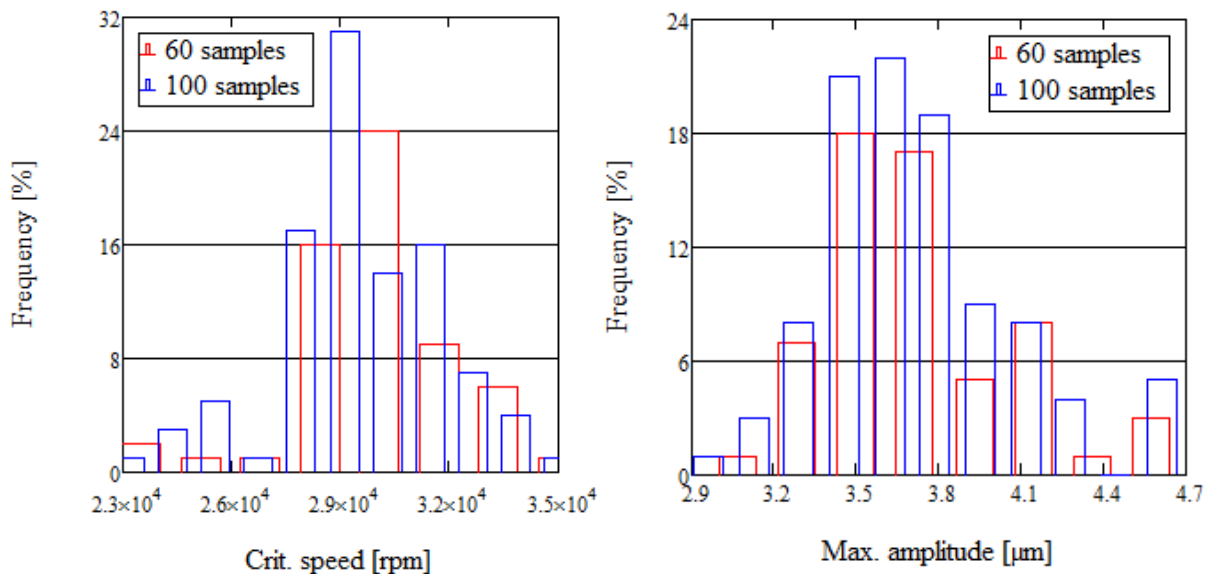 32
24
16
8
0
Frequency [%]
60 samples
100 samples
2.3×10⁴
2.6×10⁴
2.9×10⁴
3.2×10⁴
3.5×10⁴
Crit. speed [rpm]
24
18
12
6
0
Frequency [%]
60 samples
100 samples
2.9
3.2
3.5
3.8
4.1
4.4
4.7
Max. amplitude [μm]